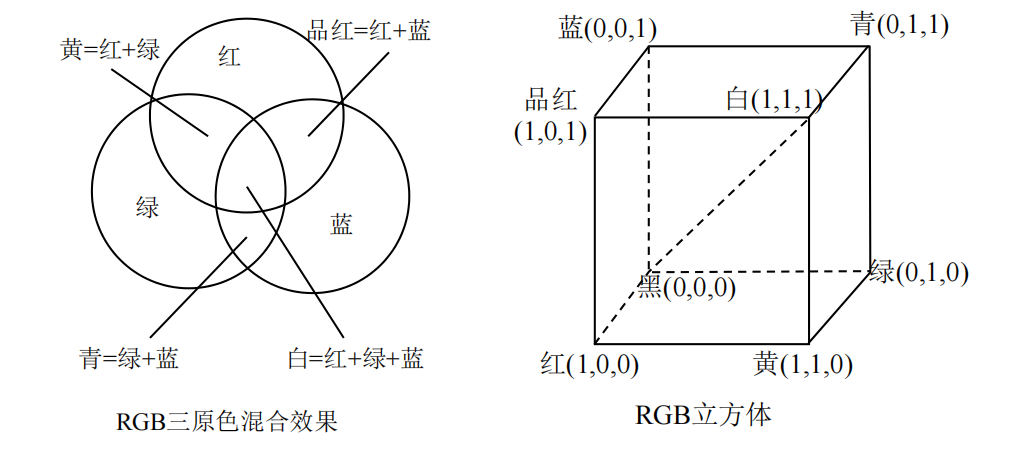 黄=红+绿
品红=红+蓝
红
绿
蓝
青=绿+蓝
白=红+绿+蓝
RGB三原色混合效果
蓝(0,0,1)
青(0,1,1)
品红
(1,0,1)
白(1,1,1)
黑(0,0,0)
绿(0,1,0)
红(1,0,0)
黄(1,1,0)
RGB立方体